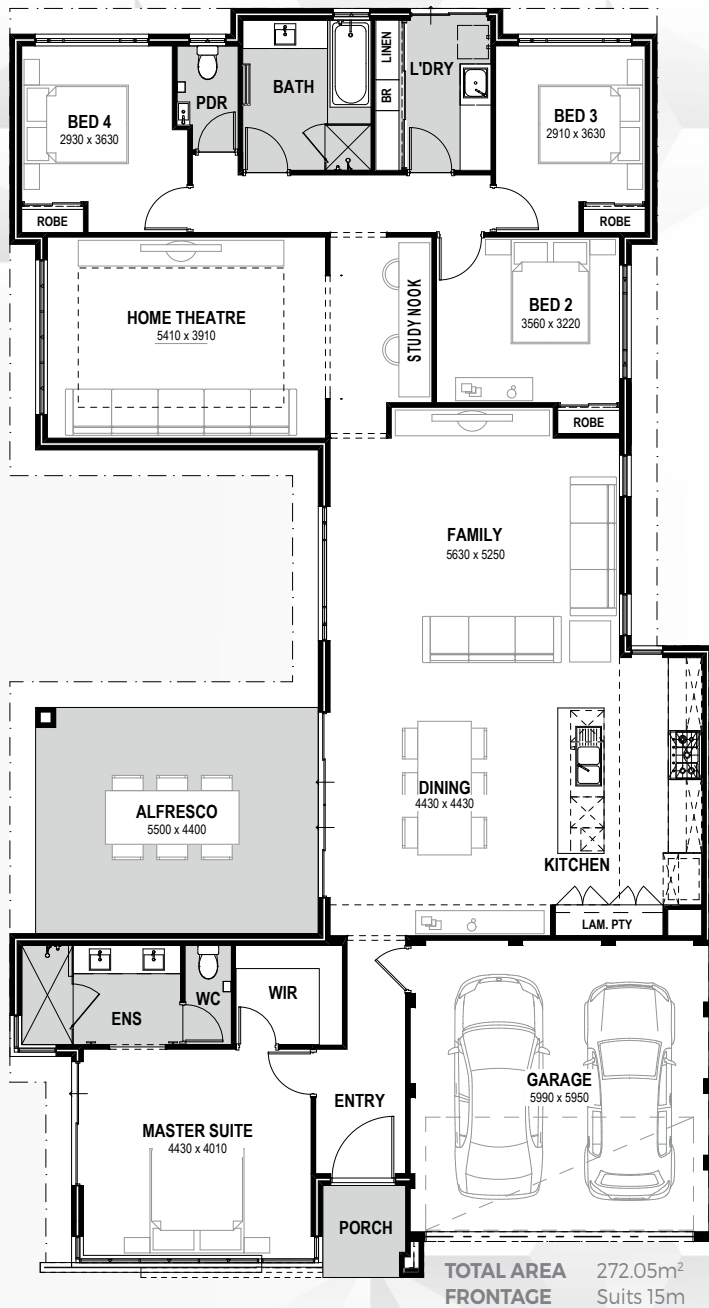 BED 4
2930 x 3630
PDR
BATH
LINEN
BR
L'DRY
BED 3
2910 x 3630
ROBE
ROBE
HOME THEATRE
5410 x 3910
STUDY NOOK
BED 2
3560 x 3220
ROBE
FAMILY
5630 x 5250
ALFRESCO
5500 x 4400
DINING
4430 x 4430
KITCHEN
LAM. PTY
ENS
WC
WIR
MASTER SUITE
4430 x 4010
ENTRY
GARAGE
5990 x 5950
PORCH
TOTAL AREA 272.05m²
FRONTAGE Suits 15m